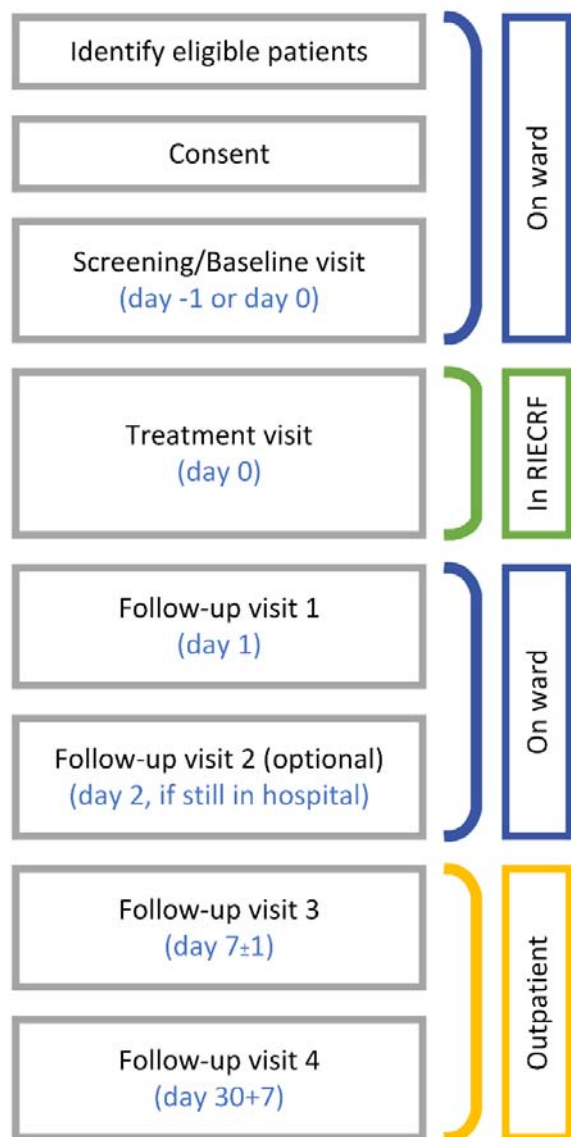 Identify eligible patients
Consent
Screening/Baseline visit
(day -1 or day 0)
On ward
Treatment visit
(day 0)
In RIECRF
Follow-up visit 1
(day 1)
Follow-up visit 2 (optional)
(day 2, if still in hospital)
On ward
Follow-up visit 3
(day 7±1)
Follow-up visit 4
(day 30+7)
Outpatient